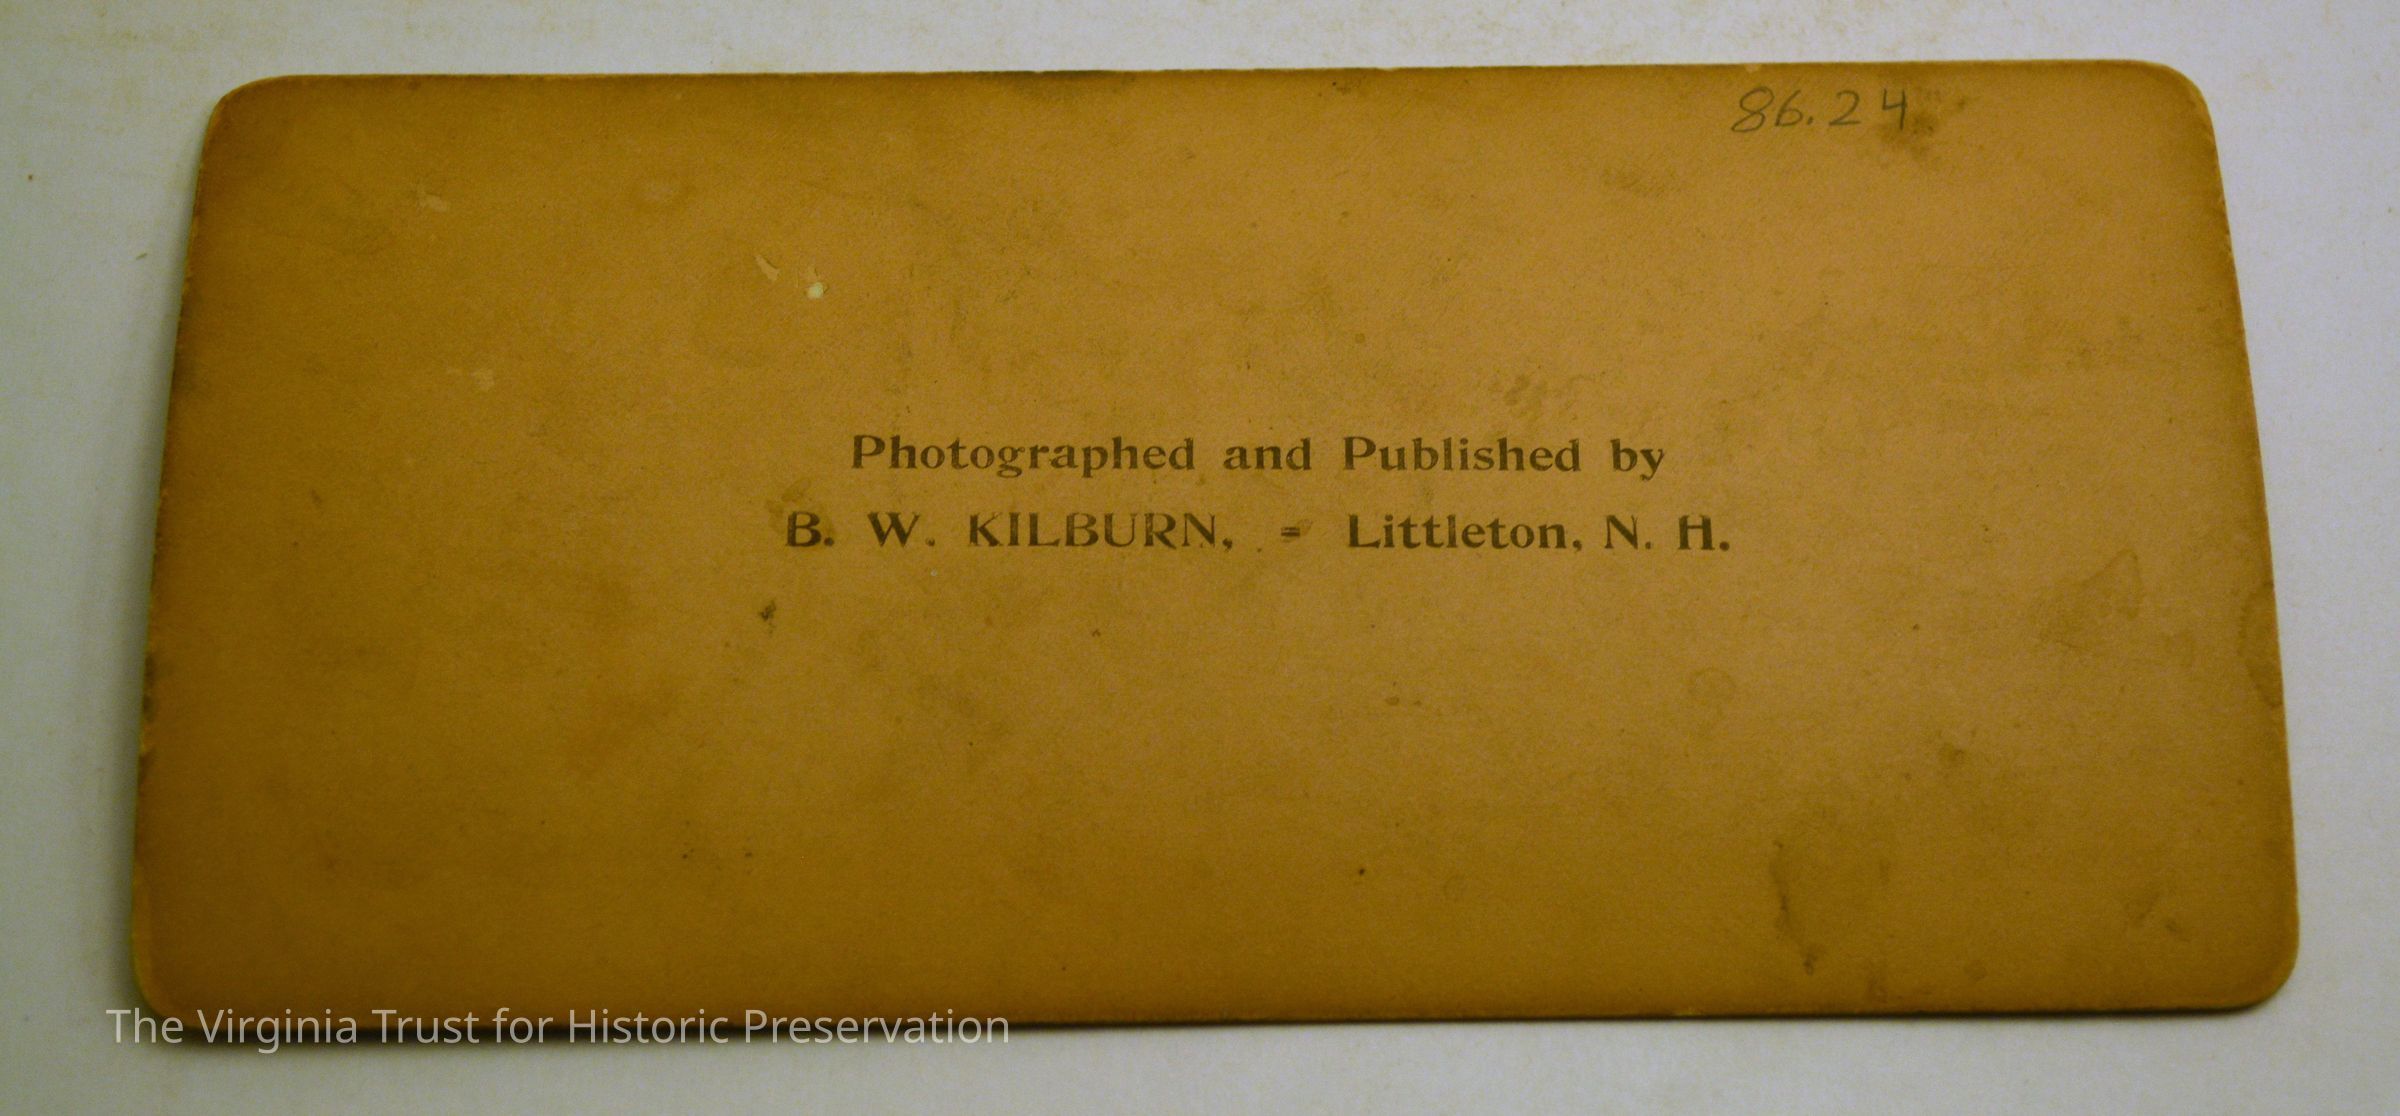 86.24
Photographed and Published by
B. W. KILBURN, = Littleton, N. H.
The Virginia Trust for Historic Preservation